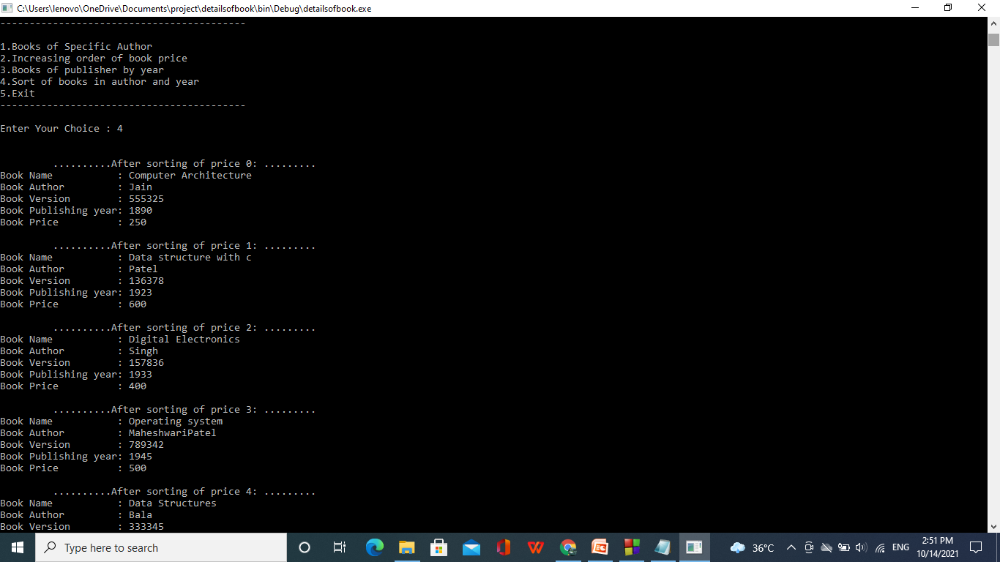 C:\Users\lenovo\OneDrive\Documents\project\detailsofbook\bin\Debug\detailsofbook.exe
------------------------------------------
1.Books of Specific Author
2.Increasing order of book price
3.Books of publisher by year
4.Sort of books in author and year
5.Exit
------------------------------------------
Enter Your Choice : 4
..........After sorting of price 0: .........
Book Name           : Computer Architecture
Book Author         : Jain
Book Version        : 555325
Book Publishing year: 1890
Book Price          : 250
..........After sorting of price 1: .........
Book Name           : Data structure with c
Book Author         : Patel
Book Version        : 136378
Book Publishing year: 1923
Book Price          : 600
..........After sorting of price 2: .........
Book Name           : Digital Electronics
Book Author         : Singh
Book Version        : 157836
Book Publishing year: 1933
Book Price          : 400
..........After sorting of price 3: .........
Book Name           : Operating system
Book Author         : MaheshwariPatel
Book Version        : 789342
Book Publishing year: 1945
Book Price          : 500
..........After sorting of price 4: .........
Book Name           : Data Structures
Book Author         : Bala
Book Version        : 333345
Type here to search
36°C
ENG
2:51 PM
10/14/2021